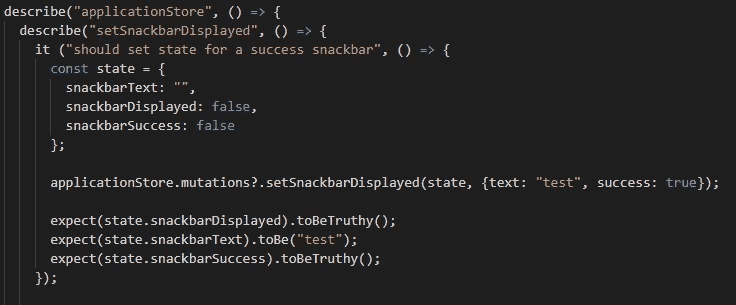 describe("applicationStore", () => {
  describe("setSnackbarDisplayed", () => {
    it ("should set state for a success snackbar", () => {
      const state = {
        snackbarText: "",
        snackbarDisplayed: false,
        snackbarSuccess: false
      };

      applicationStore.mutations?.setSnackbarDisplayed(state, {text: "test", success: true});

      expect(state.snackbarDisplayed).toBeTruthy();
      expect(state.snackbarText).toBe("test");
      expect(state.snackbarSuccess).toBeTruthy();
    });